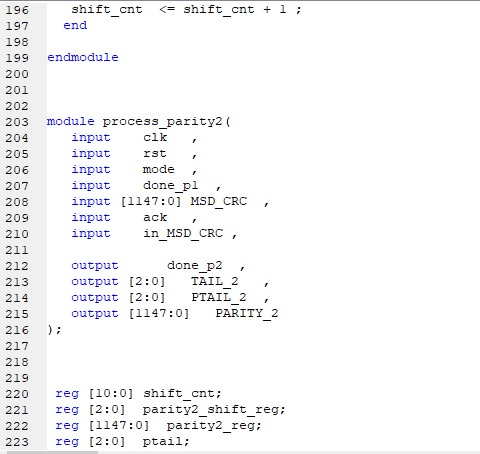 196 shift_cnt <= shift_cnt + 1 ;
197 end
198
199 endmodule
200
201
202
203 module process_parity2(
204 input clk ,
205 input rst ,
206 input mode ,
207 input done_p1 ,
208 input [1147:0] MSD_CRC ,
209 input ack ,
210 input in_MSD_CRC ,
211
212 output done_p2 ,
213 output [2:0] TAIL_2 ,
214 output [2:0] PTAIL_2 ,
215 output [1147:0] PARITY_2
216 );
217
218
219
220 reg [10:0] shift_cnt;
221 reg [2:0] parity2_shift_reg;
222 reg [1147:0] parity2_reg;
223 reg [2:0] ptail;